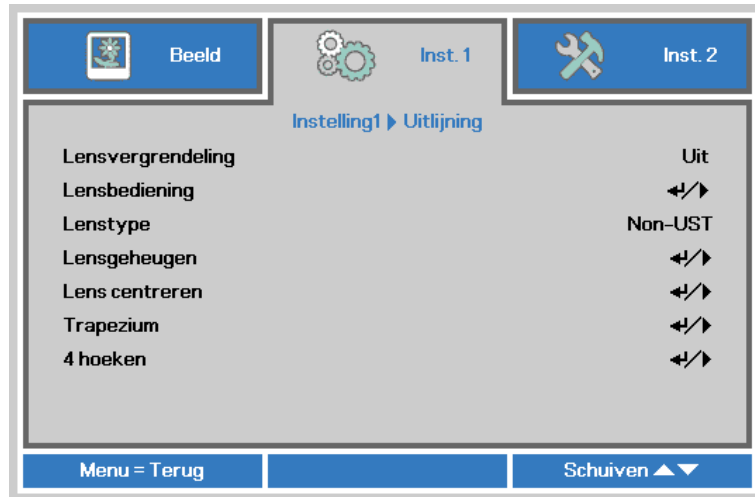 Beeld
Inst. 1
Inst. 2
Instelling1 ▶ Uitlijning
Lensvergrendeling Uit
Lensbediening ↵/▶
Lenstype Non-UST
Lensgeheugen ↵/▶
Lens centreren ↵/▶
Trapezium ↵/▶
4 hoeken ↵/▶
Menu = Terug
Schuiven ▲▼